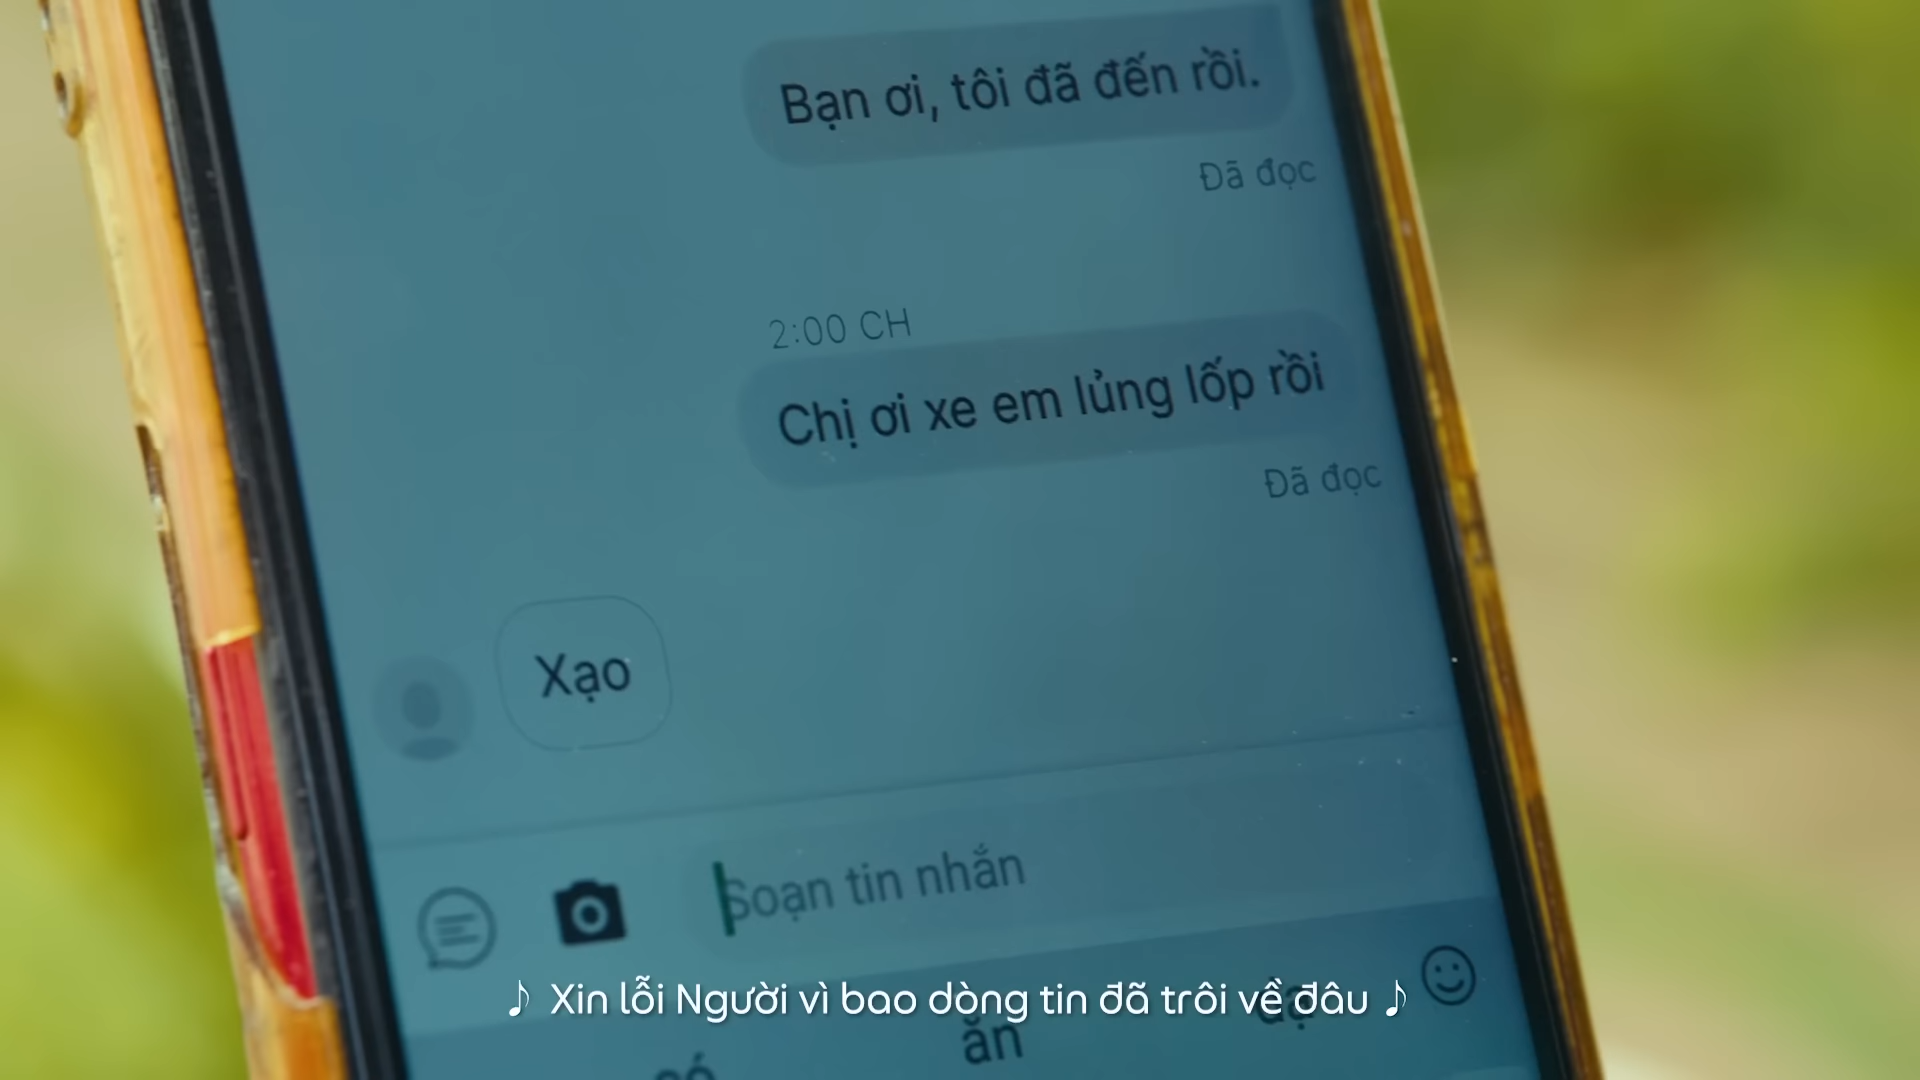 Bạn ơi, tôi đã đến rồi.
Đã đọc
2:00 CH
Chị ơi xe em lủng lốp rồi
Đã đọc
Xạo
Soạn tin nhắn
♪ Xin lỗi Người vì bao dòng tin đã trôi về đâu ♪
ăn